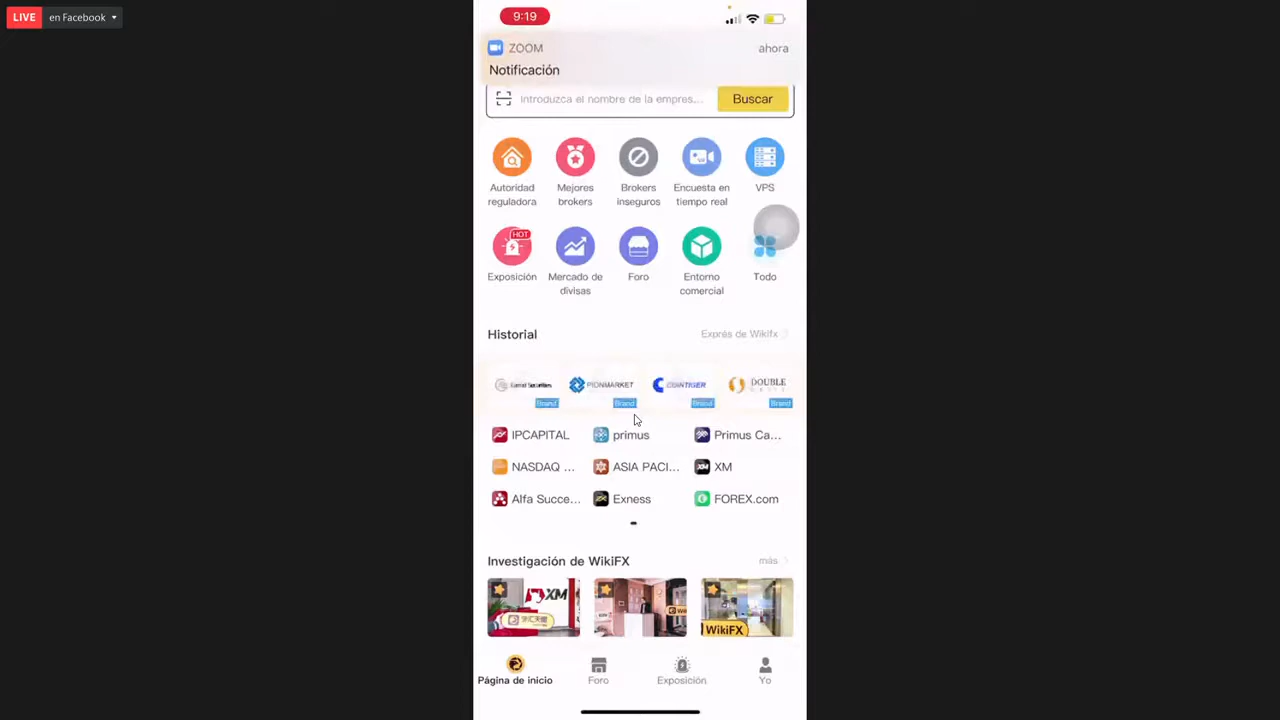 LIVE en Facebook
9:19
ZOOM ahora
Notificación
Introduzca el nombre de la empres... Buscar
Autoridad reguladora Mejores brokers Brokers inseguros Encuesta en tiempo real VPS
HOT
Exposición Mercado de divisas Foro Entorno comercial Todo
Historial Exprés de Wikifx
PIONMARKET COINTIGER DOUBLE
Brand Brand Brand Brand
IPCAPITAL primus Primus Ca...
NASDAQ ... ASIA PACI... XM
Alfa Succe... Exness FOREX.com
Investigación de WikiFX más
XM
WikiFX
Página de inicio Foro Exposición Yo